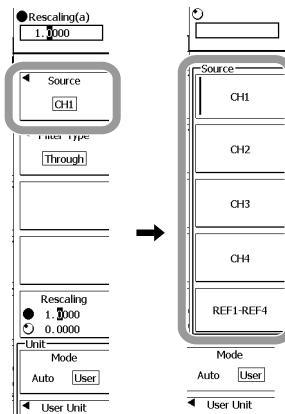 Rescaling(a)
1.0000
Source
CH1
Filter Type
Through
Rescaling
1.0000
0.0000
Unit
Mode
Auto User
User Unit
Source
CH1
CH2
CH3
CH4
REF1-REF4
Mode
Auto User
User Unit